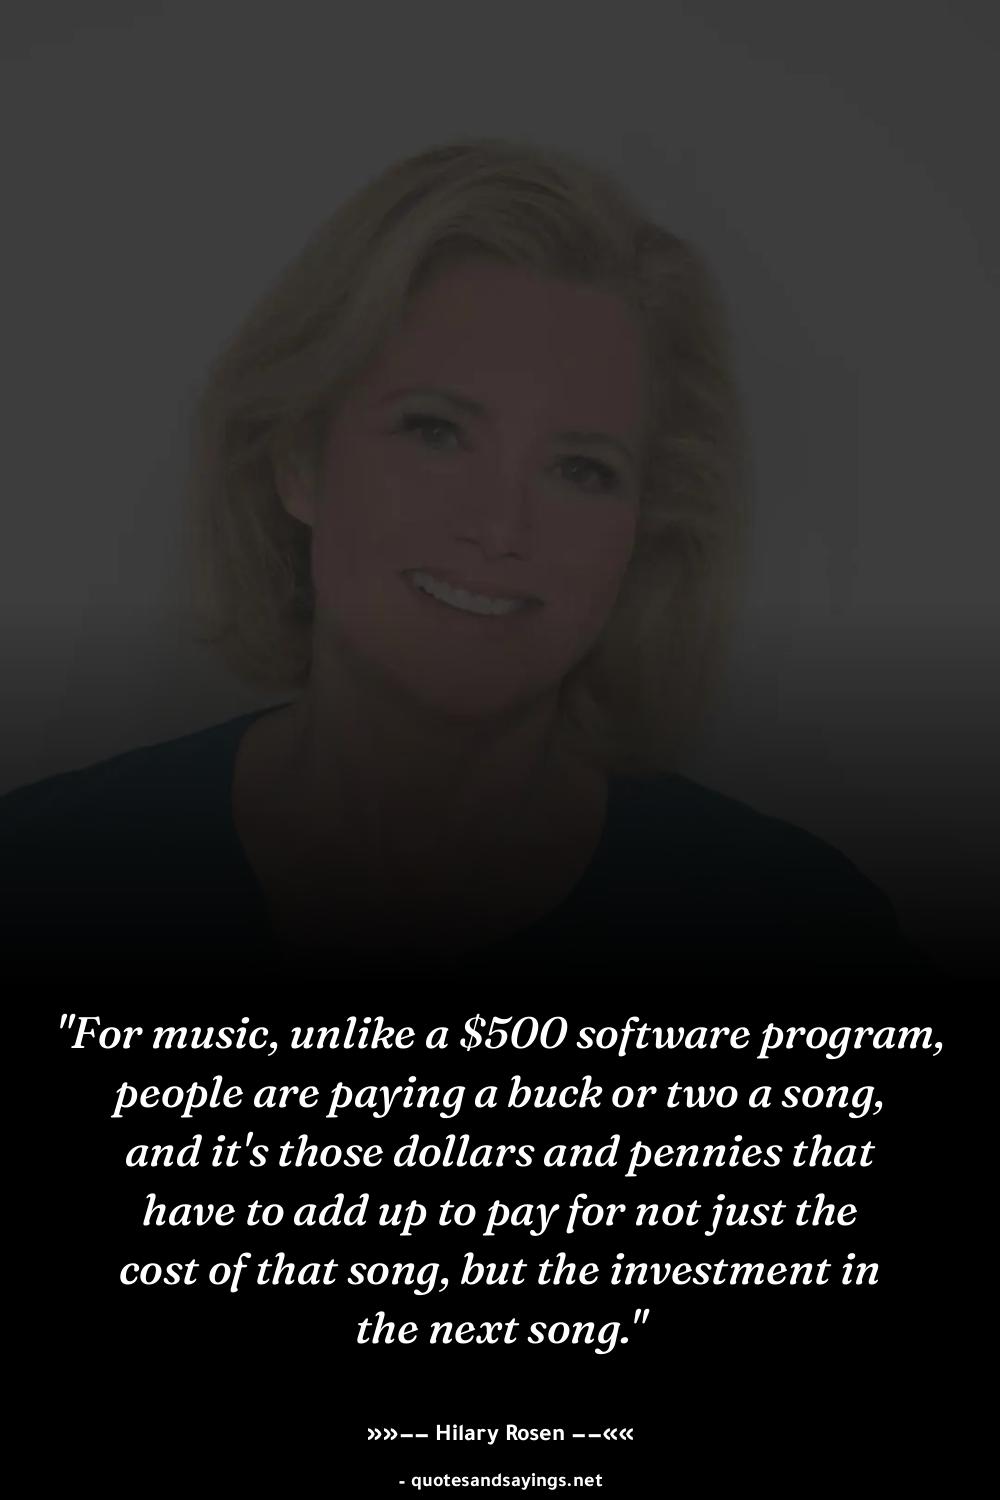 "For music, unlike a $500 software program,
people are paying a buck or two a song,
and it's those dollars and pennies that
have to add up to pay for not just the
cost of that song, but the investment in
the next song."
»»—— Hilary Rosen ——««
- quotesandsayings.net